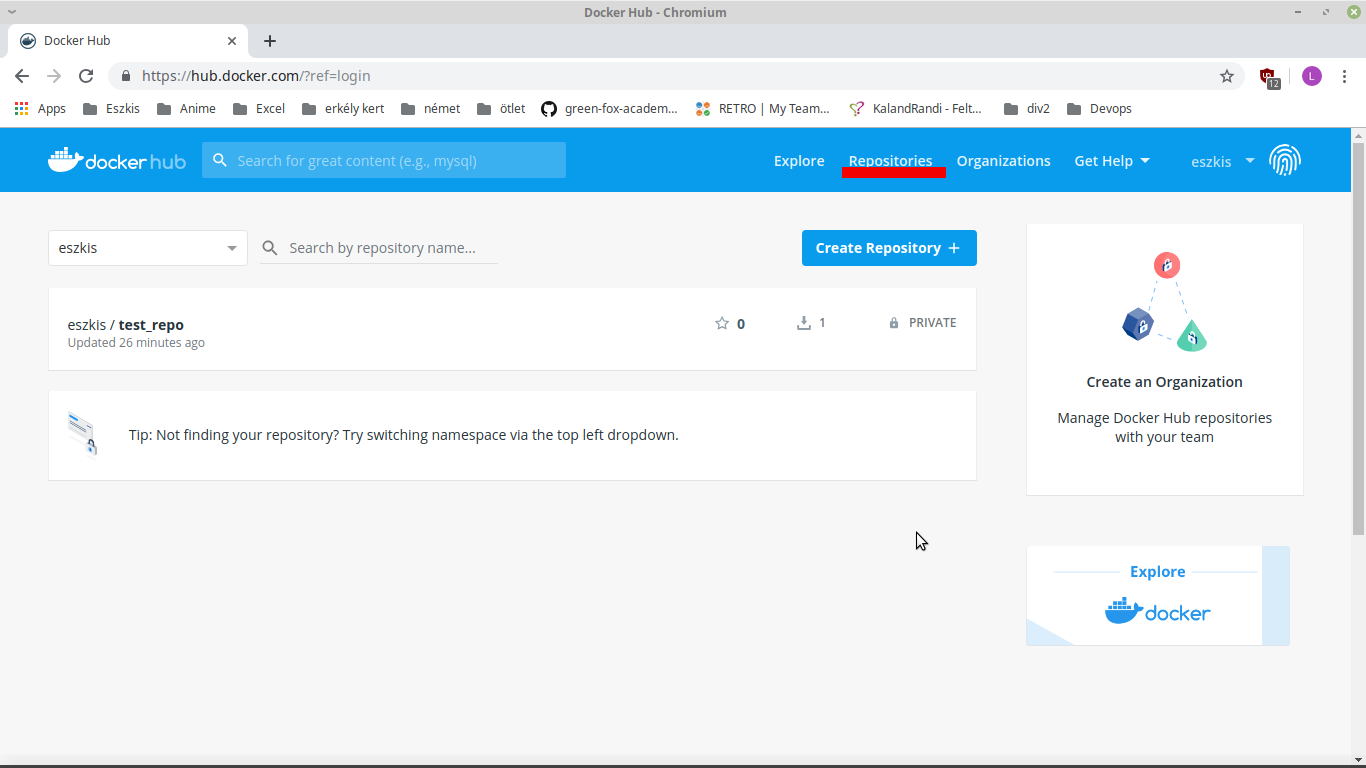 Docker Hub - Chromium
Docker Hub
https://hub.docker.com/?ref=login
12
L
Apps Eszkis Anime Excel erkély kert német ötlet green-fox-academ... RETRO | My Team... KalandRandi - Felt... div2 Devops
docker hub Search for great content (e.g., mysql) Explore Repositories Organizations Get Help eszkis
eszkis Search by repository name... Create Repository +
eszkis / test_repo 0 1 PRIVATE
Updated 26 minutes ago
Tip: Not finding your repository? Try switching namespace via the top left dropdown.
Create an Organization
Manage Docker Hub repositories
with your team
Explore
docker